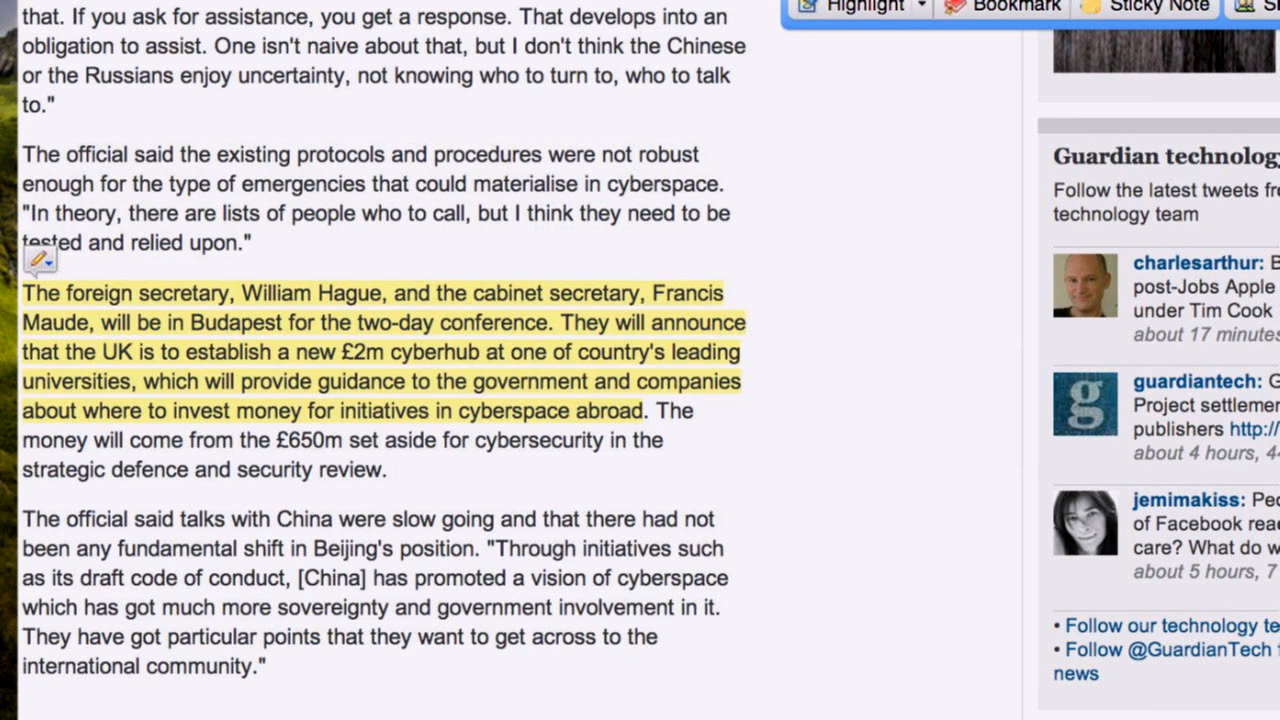 that. If you ask for assistance, you get a response. That develops into an
obligation to assist. One isn't naive about that, but I don't think the Chinese
or the Russians enjoy uncertainty, not knowing who to turn to, who to talk
to."
The official said the existing protocols and procedures were not robust
enough for the type of emergencies that could materialise in cyberspace.
"In theory, there are lists of people who to call, but I think they need to be
tested and relied upon."
The foreign secretary, William Hague, and the cabinet secretary, Francis
Maude, will be in Budapest for the two-day conference. They will announce
that the UK is to establish a new £2m cyberhub at one of country's leading
universities, which will provide guidance to the government and companies
about where to invest money for initiatives in cyberspace abroad. The
money will come from the £650m set aside for cybersecurity in the
strategic defence and security review.
The official said talks with China were slow going and that there had not
been any fundamental shift in Beijing's position. "Through initiatives such
as its draft code of conduct, [China] has promoted a vision of cyberspace
which has got much more sovereignty and government involvement in it.
They have got particular points that they want to get across to the
international community."
Highlight Bookmark Sticky Note
Guardian technology
Follow the latest tweets
technology team
charlesarthur:
post-Jobs Apple
under Tim Cook
about 17 minutes
guardiantech:
Project
publishers http://
about 4 hours,
jemimakiss:
of Facebook
care? What do
about 5 hours, 7
• Follow our technology
• Follow @GuardianTech
news